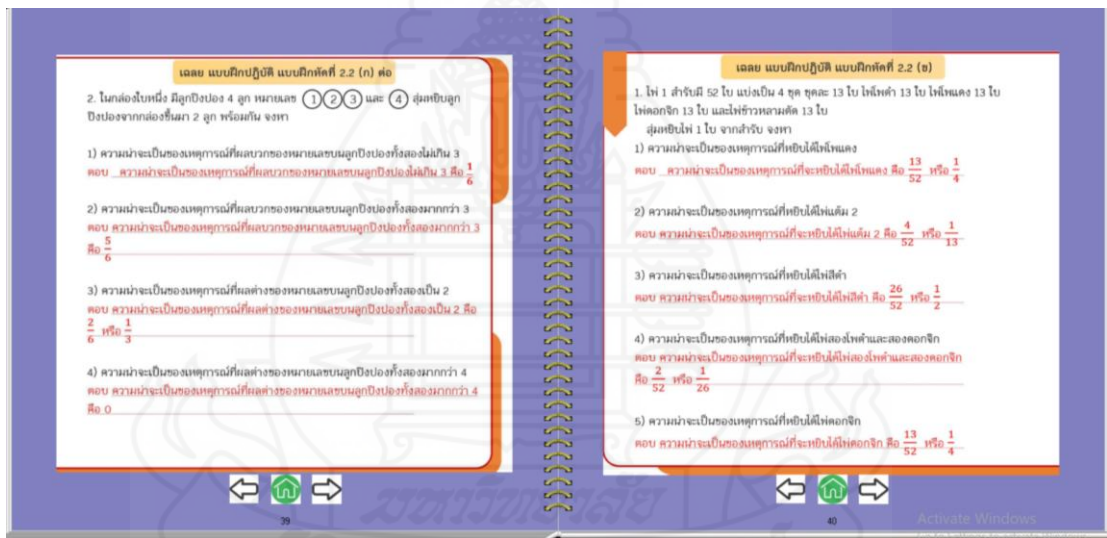 เฉลย แบบฝึกปฏิบัติ แบบฝึกหัดที่ 2.2 (ก) ต่อ
2. ในกล่องใบหนึ่ง มีลูกปิงปอง 4 ลูก หมายเลข 1 2 3 และ 4 สุ่มหยิบลูก
ปิงปองจากกล่องขึ้นมา 2 ลูก พร้อมกัน จงหา
1) ความน่าจะเป็นของเหตุการณ์ที่ผลบวกของหมายเลขบนลูกปิงปองทั้งสองไม่เกิน 3
ตอบ ความน่าจะเป็นของเหตุการณ์ที่ผลบวกของหมายเลขบนลูกปิงปองไม่เกิน 3 คือ 1/6
2) ความน่าจะเป็นของเหตุการณ์ที่ผลบวกของหมายเลขบนลูกปิงปองทั้งสองมากกว่า 3
ตอบ ความน่าจะเป็นของเหตุการณ์ที่ผลบวกของหมายเลขบนลูกปิงปองทั้งสองมากกว่า 3
คือ 5/6
3) ความน่าจะเป็นของเหตุการณ์ที่ผลต่างของหมายเลขบนลูกปิงปองทั้งสองเป็น 2
ตอบ ความน่าจะเป็นของเหตุการณ์ที่ผลต่างของหมายเลขบนลูกปิงปองทั้งสองเป็น 2 คือ
2/6 หรือ 1/3
4) ความน่าจะเป็นของเหตุการณ์ที่ผลต่างของหมายเลขบนลูกปิงปองทั้งสองมากกว่า 4
ตอบ ความน่าจะเป็นของเหตุการณ์ที่ผลต่างของหมายเลขบนลูกปิงปองทั้งสองมากกว่า 4
คือ 0
39
เฉลย แบบฝึกปฏิบัติ แบบฝึกหัดที่ 2.2 (ข)
1. ไพ่ 1 สำรับมี 52 ใบ แบ่งเป็น 4 ชุด ชุดละ 13 ใบ ไพ่โพดำ 13 ใบ ไพ่โพแดง 13 ใบ
ไพ่ดอกจิก 13 ใบ และไพ่ข้าวหลามตัด 13 ใบ
สุ่มหยิบไพ่ 1 ใบ จากสำรับ จงหา
1) ความน่าจะเป็นของเหตุการณ์ที่หยิบได้ไพ่โพแดง
ตอบ ความน่าจะเป็นของเหตุการณ์ที่จะหยิบได้ไพ่โพแดง คือ 13/52 หรือ 1/4
2) ความน่าจะเป็นของเหตุการณ์ที่หยิบได้ไพ่แต้ม 2
ตอบ ความน่าจะเป็นของเหตุการณ์ที่จะหยิบได้ไพ่แต้ม 2 คือ 4/52 หรือ 1/13
3) ความน่าจะเป็นของเหตุการณ์ที่หยิบได้ไพ่สีดำ
ตอบ ความน่าจะเป็นของเหตุการณ์ที่จะหยิบได้ไพ่สีดำ คือ 26/52 หรือ 1/2
4) ความน่าจะเป็นของเหตุการณ์ที่หยิบได้ไพ่สองโพดำและสองดอกจิก
ตอบ ความน่าจะเป็นของเหตุการณ์ที่จะหยิบได้ไพ่สองโพดำและสองดอกจิก
คือ 2/52 หรือ 1/26
5) ความน่าจะเป็นของเหตุการณ์ที่หยิบได้ไพ่ดอกจิก
ตอบ ความน่าจะเป็นของเหตุการณ์ที่จะหยิบได้ไพ่ดอกจิก คือ 13/52 หรือ 1/4
40
Activate Windows